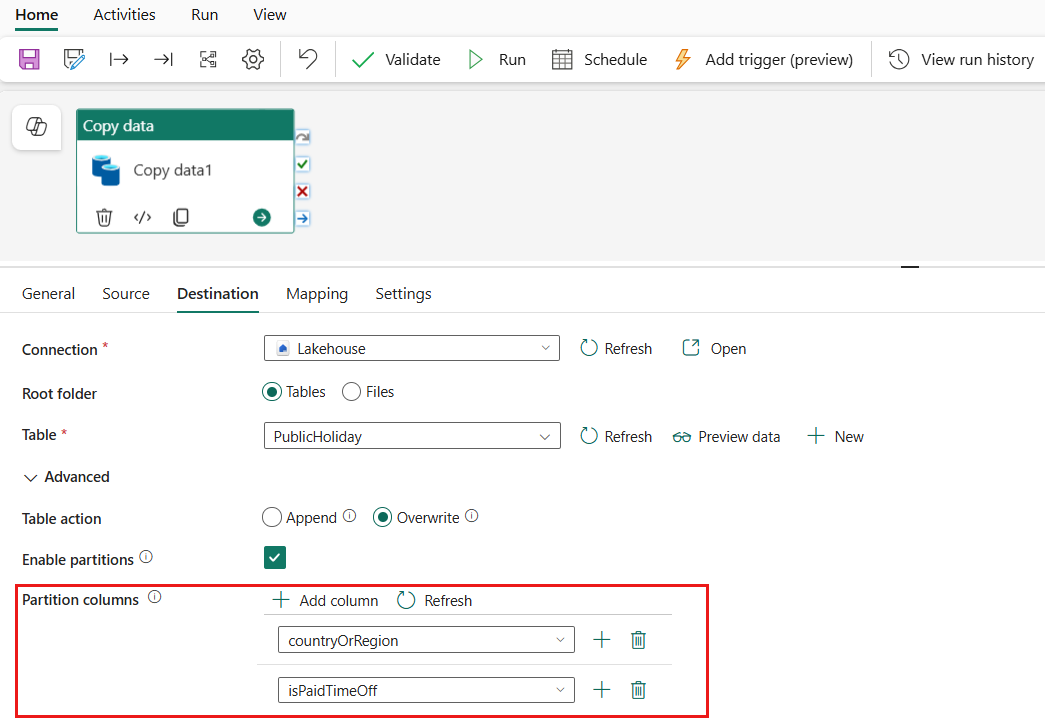 Home Activities Run View
Validate Run Schedule Add trigger (preview) View run history
Copy data
Copy data1
General Source Destination Mapping Settings
Connection * Lakehouse Refresh Open
Root folder Tables Files
Table * PublicHoliday Refresh Preview data New
Advanced
Table action Append Overwrite
Enable partitions
Partition columns Add column Refresh
countryOrRegion
isPaidTimeOff